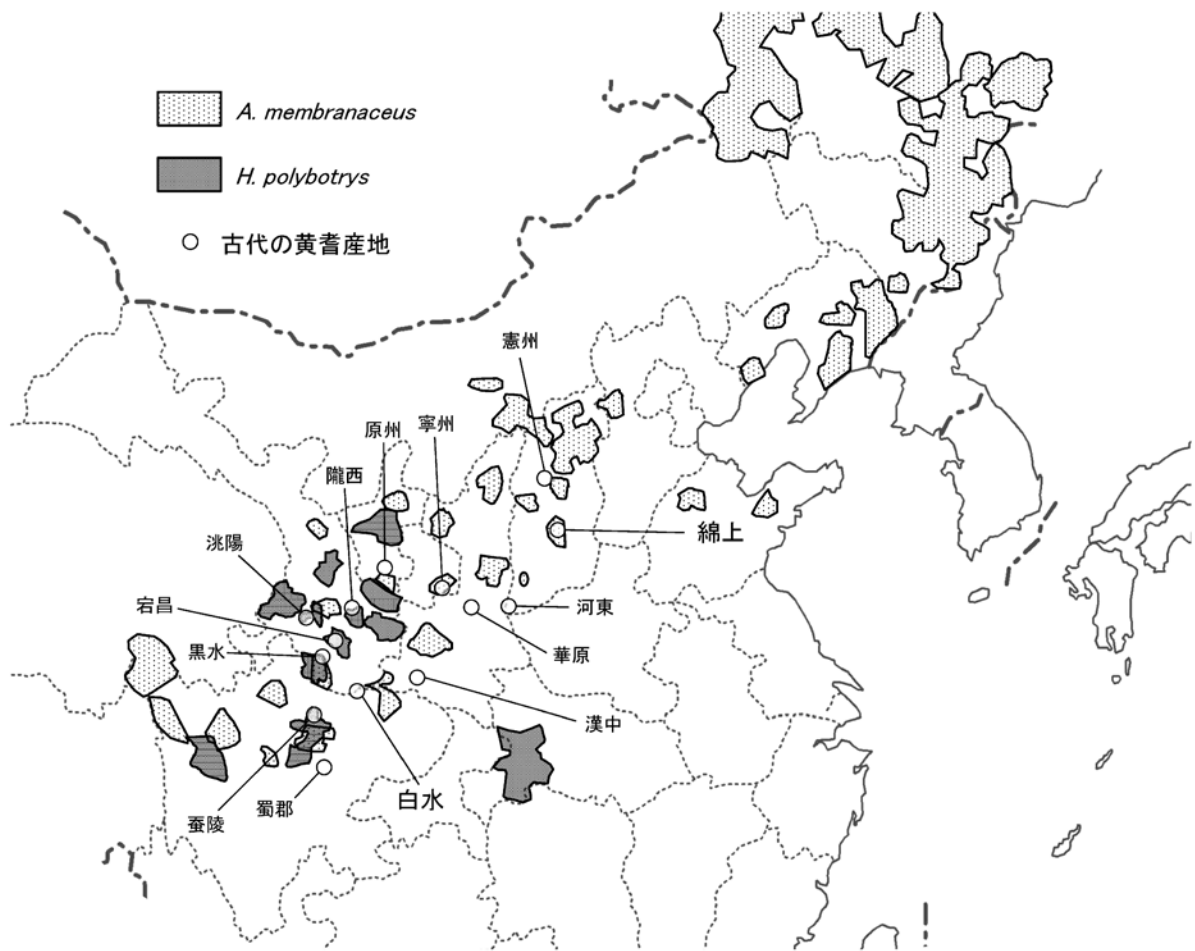 A. membranaceus
H. polybotrys
古代の黄耆産地
憲州
原州
寧州
隴西
洮陽
綿上
宕昌
河東
黒水
華原
漢中
白水
蜀郡
蚕陵